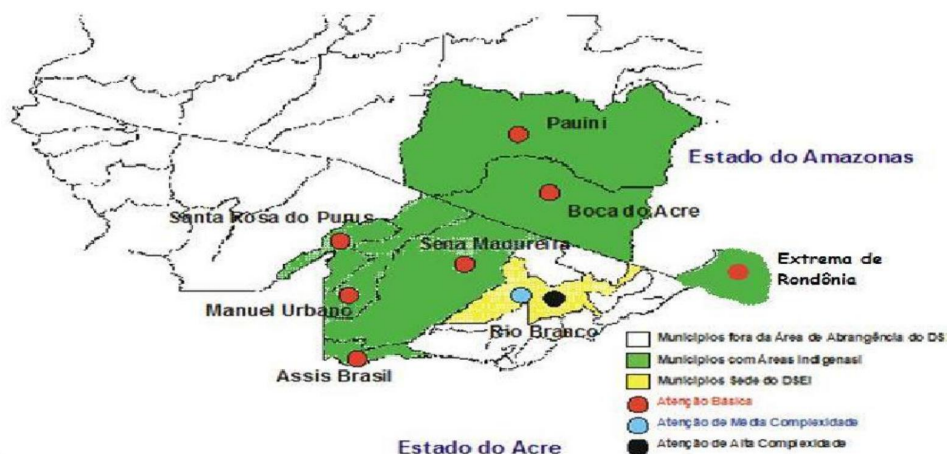 Pauini
Estado do Amazonas
Boca do Acre
Santa Rosa do Purus
Sena Madureira
Extrema de
Rondônia
Manuel Urbano
Rio Branco
Assis Brasil
Municípios fora da Área de Abrangência do DS
Municípios com Áreas Indigenasl
Municípios Sede do DSEI
Atenção Básica
Atenção de Média Complexidade
Atenção de Alta Complexidade
Estado do Acre